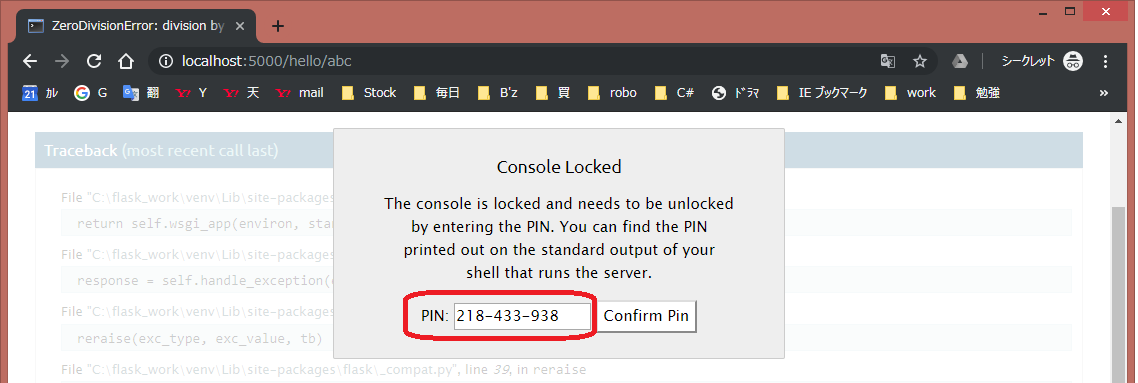 ZeroDivisionError: division by
localhost:5000/hello/abc
シークレット
21 ｶﾚ G 翻 Y 天 mail Stock 毎日 B'z 買 robo C# ﾄﾞﾗﾏ IE ブックマーク work 勉強 »
Traceback (most recent call last)
File "C:\flask_work\venv\Lib\site-packages
return self.wsgi_app(environ, star
File "C:\flask_work\venv\Lib\site-packages
response = self.handle_exception(
File "C:\flask_work\venv\Lib\site-packages
reraise(exc_type, exc_value, tb)
File "C:\flask_work\venv\Lib\site-packages\flask\_compat.py", line 39, in reraise
Console Locked
The console is locked and needs to be unlocked
by entering the PIN. You can find the PIN
printed out on the standard output of your
shell that runs the server.
PIN: 218-433-938 Confirm Pin